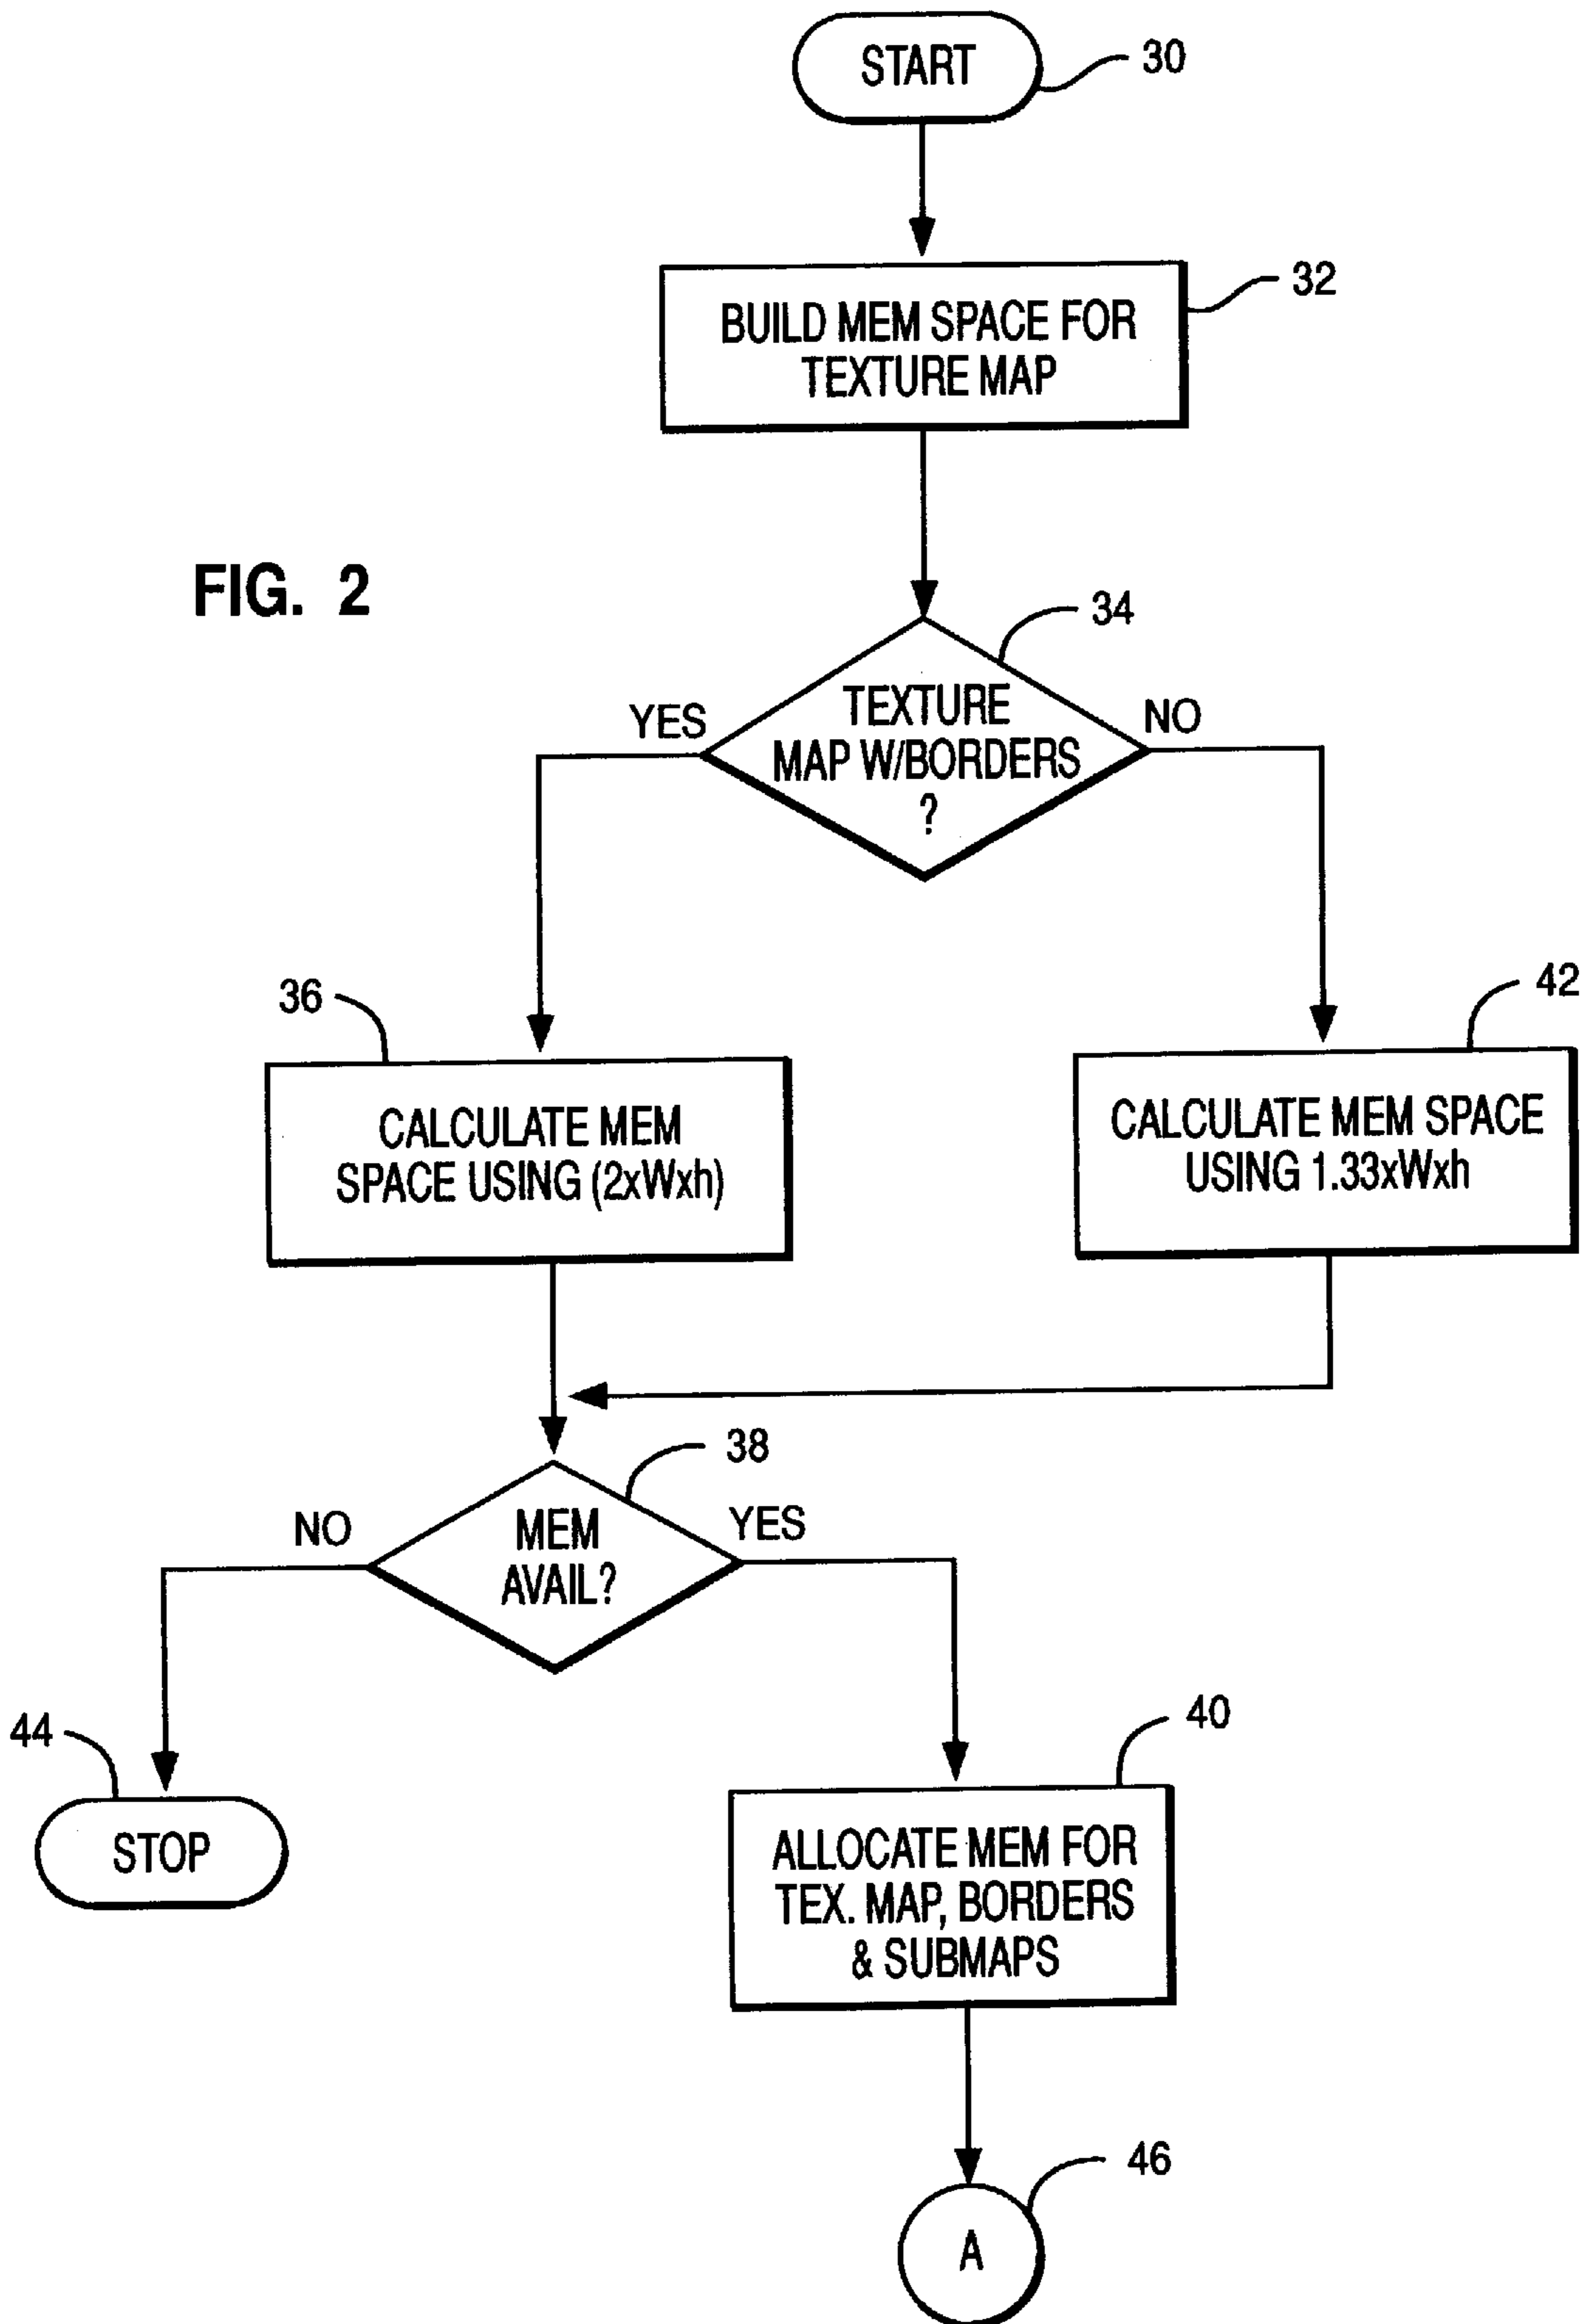 START
30
BUILD MEM SPACE FOR
TEXTURE MAP
32
FIG. 2
34
TEXTURE
MAP W/BORDERS
?
YES
NO
36
CALCULATE MEM
SPACE USING (2xWxh)
42
CALCULATE MEM SPACE
USING 1.33xWxh
38
MEM
AVAIL?
NO
YES
44
STOP
40
ALLOCATE MEM FOR
TEX. MAP, BORDERS
& SUBMAPS
46
A